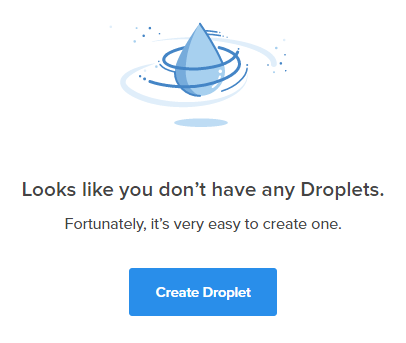 Looks like you don’t have any Droplets.
Fortunately, it’s very easy to create one.
Create Droplet